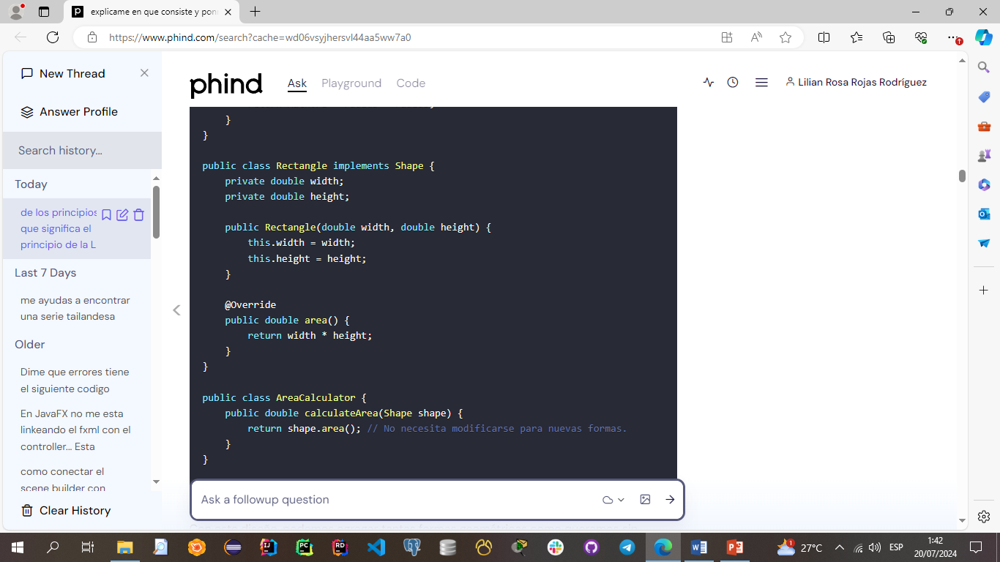 explicame en que consiste y pon
https://www.phind.com/search?cache=wd06vsyjhersvl44aa5ww7a0
New Thread
Answer Profile
Search history...
Today
de los principios
que significa el
principio de la L
Last 7 Days
me ayudas a encontrar
una serie tailandesa
Older
Dime que errores tiene
el siguiente codigo
En JavaFX no me esta
linkeando el fxml con el
controller... Esta
como conectar el
scene builder con
Clear History
phind
Ask Playground Code
Lilian Rosa Rojas Rodríguez
    }
}
public class Rectangle implements Shape {
    private double width;
    private double height;
    public Rectangle(double width, double height) {
        this.width = width;
        this.height = height;
    }
    @Override
    public double area() {
        return width * height;
    }
}
public class AreaCalculator {
    public double calculateArea(Shape shape) {
        return shape.area(); // No necesita modificarse para nuevas formas.
    }
}
Ask a followup question
27°C
ESP
1:42
20/07/2024